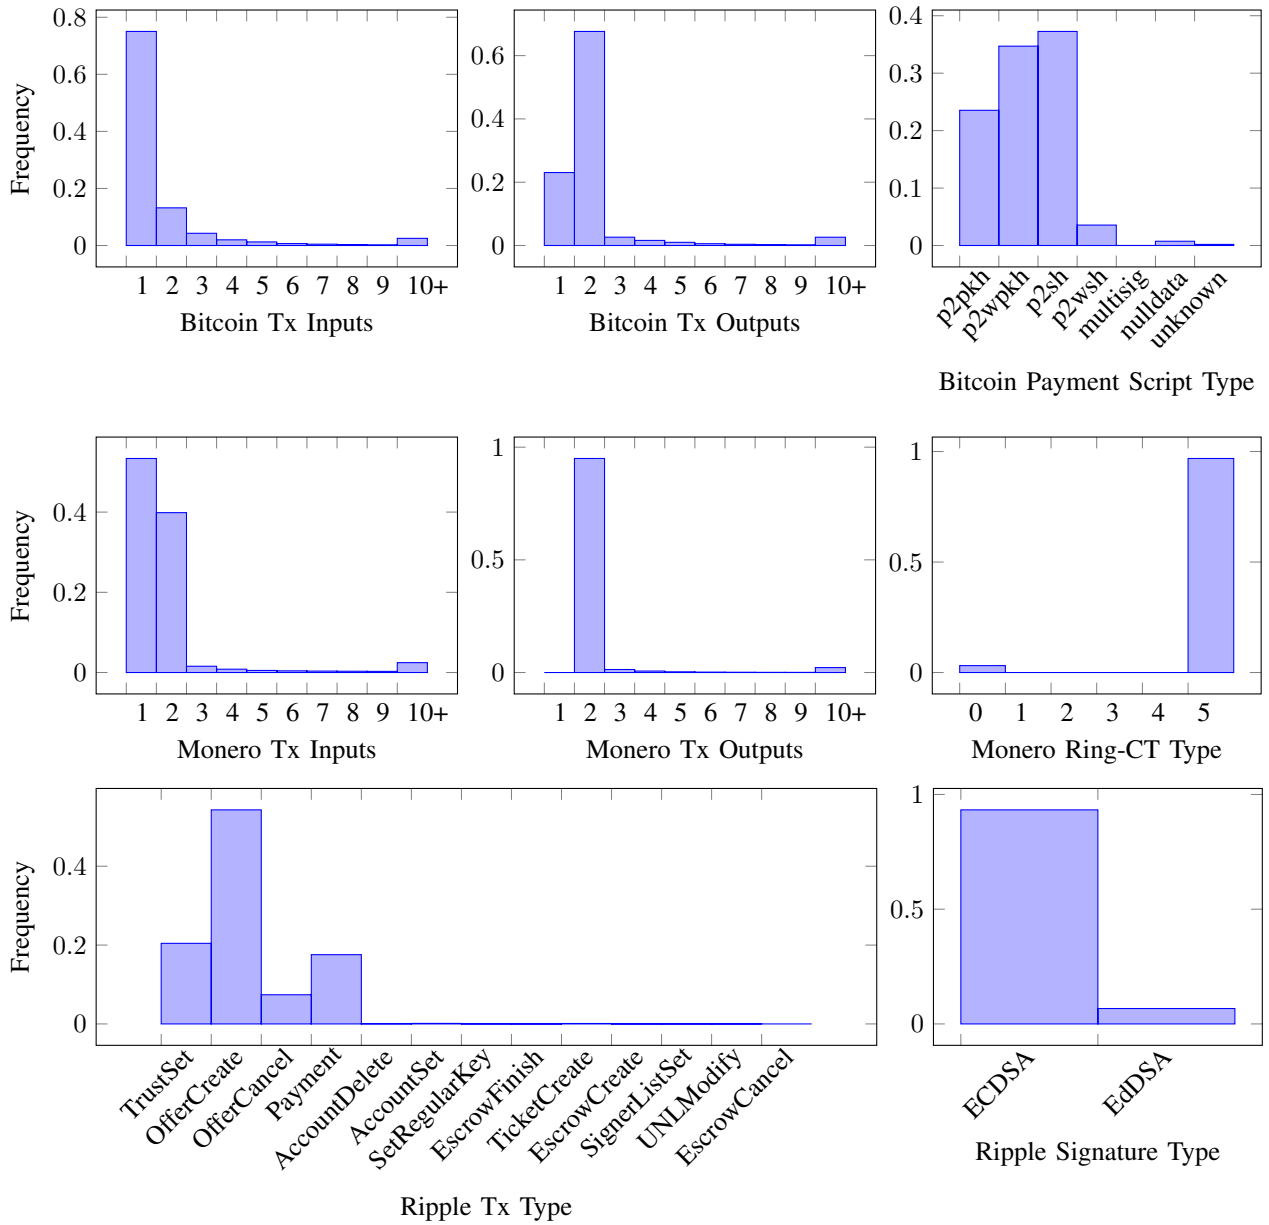 0.8
0.6
0.4
0.2
0
Frequency
1 2 3 4 5 6 7 8 9 10+
Bitcoin Tx Inputs
0.6
0.4
0.2
0
1 2 3 4 5 6 7 8 9 10+
Bitcoin Tx Outputs
0.4
0.3
0.2
0.1
0
p2pkh
p2wpkh
p2sh
p2wsh
multisig
nulldata
unknown
Bitcoin Payment Script Type
0.4
0.2
0
Frequency
1 2 3 4 5 6 7 8 9 10+
Monero Tx Inputs
1
0.5
0
1 2 3 4 5 6 7 8 9 10+
Monero Tx Outputs
1
0.5
0
0 1 2 3 4 5
Monero Ring-CT Type
0.4
0.2
0
Frequency
TrustSet
OfferCreate
OfferCancel
Payment
AccountDelete
AccountSet
SetRegularKey
EscrowFinish
TicketCreate
EscrowCreate
SignerListSet
UNLModify
EscrowCancel
Ripple Tx Type
1
0.5
0
ECDSA
EdDSA
Ripple Signature Type